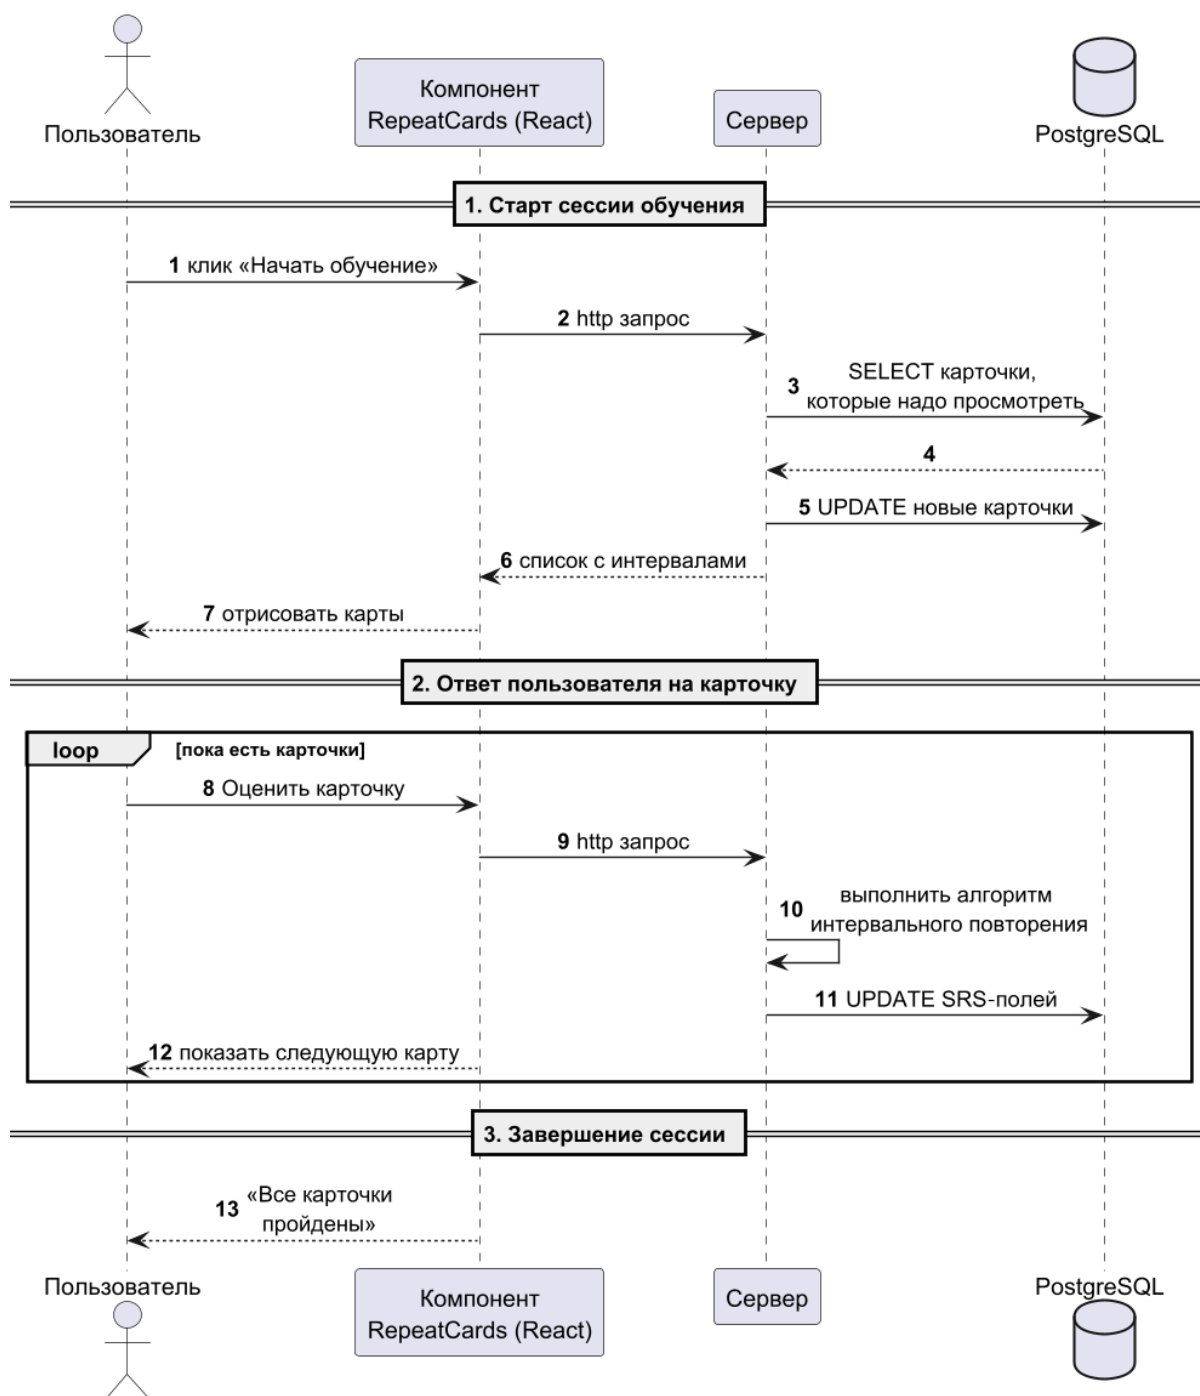 Пользователь
Компонент
RepeatCards (React)
Сервер
PostgreSQL
1. Старт сессии обучения
1 клик «Начать обучение»
2 http запрос
3 SELECT карточки,
которые надо просмотреть
4
5 UPDATE новые карточки
6 список с интервалами
7 отрисовать карты
2. Ответ пользователя на карточку
loop [пока есть карточки]
8 Оценить карточку
9 http запрос
10 выполнить алгоритм
интервального повторения
11 UPDATE SRS-полей
12 показать следующую карту
3. Завершение сессии
13 «Все карточки
пройдены»
Пользователь
Компонент
RepeatCards (React)
Сервер
PostgreSQL